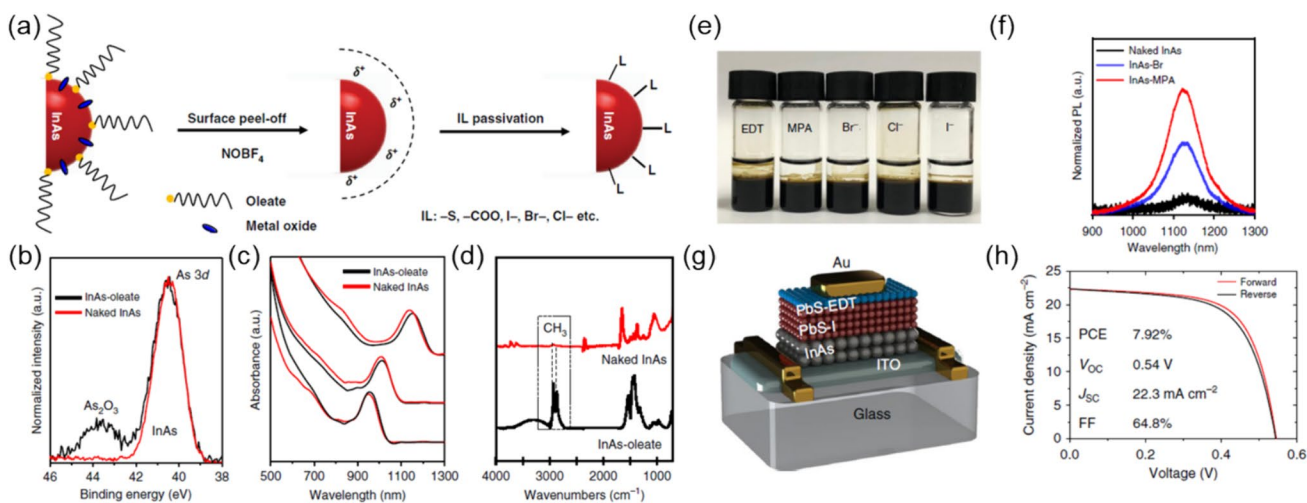 (a)
InAs
Surface peel-off
NOBF₄
Oleate
Metal oxide
δ⁺
δ⁺
δ⁺
δ⁺
δ⁺
InAs
IL passivation
IL: –S, –COO, I–, Br–, Cl– etc.
InAs
L
L
L
L
L
(b)
Normalized intensity (a.u.)
InAs-oleate
Naked InAs
As 3d
As₂O₃
InAs
46 44 42 40 38
Binding energy (eV)
(c)
Absorbance (a.u.)
InAs-oleate
Naked InAs
500 700 900 1100 1300
Wavelength (nm)
(d)
CH₃
Naked InAs
InAs-oleate
4000 3000 2000 1000
Wavenumbers (cm⁻¹)
(e)
EDT
MPA
Br⁻
Cl⁻
I⁻
(f)
Normalized PL (a.u.)
Naked InAs
InAs-Br
InAs-MPA
900 1000 1100 1200 1300
Wavelength (nm)
(g)
Au
PbS-EDT
PbS-I
InAs
ITO
Glass
(h)
Current density (mA cm⁻²)
25
20
15
10
5
0
Forward
Reverse
PCE 7.92%
V_OC 0.54 V
J_SC 22.3 mA cm⁻²
FF 64.8%
0.0 0.2 0.4 0.6
Voltage (V)